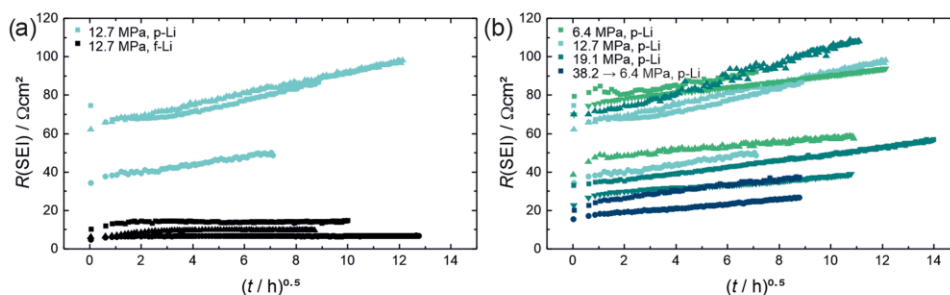 (a)
12.7 MPa, p-Li
12.7 MPa, f-Li
R(SEI) / Ωcm²
120
100
80
60
40
20
0
0 2 4 6 8 10 12 14
(t / h)⁰·⁵
(b)
6.4 MPa, p-Li
12.7 MPa, p-Li
19.1 MPa, p-Li
38.2 → 6.4 MPa, p-Li
R(SEI) / Ωcm²
120
100
80
60
40
20
0
0 2 4 6 8 10 12 14
(t / h)⁰·⁵